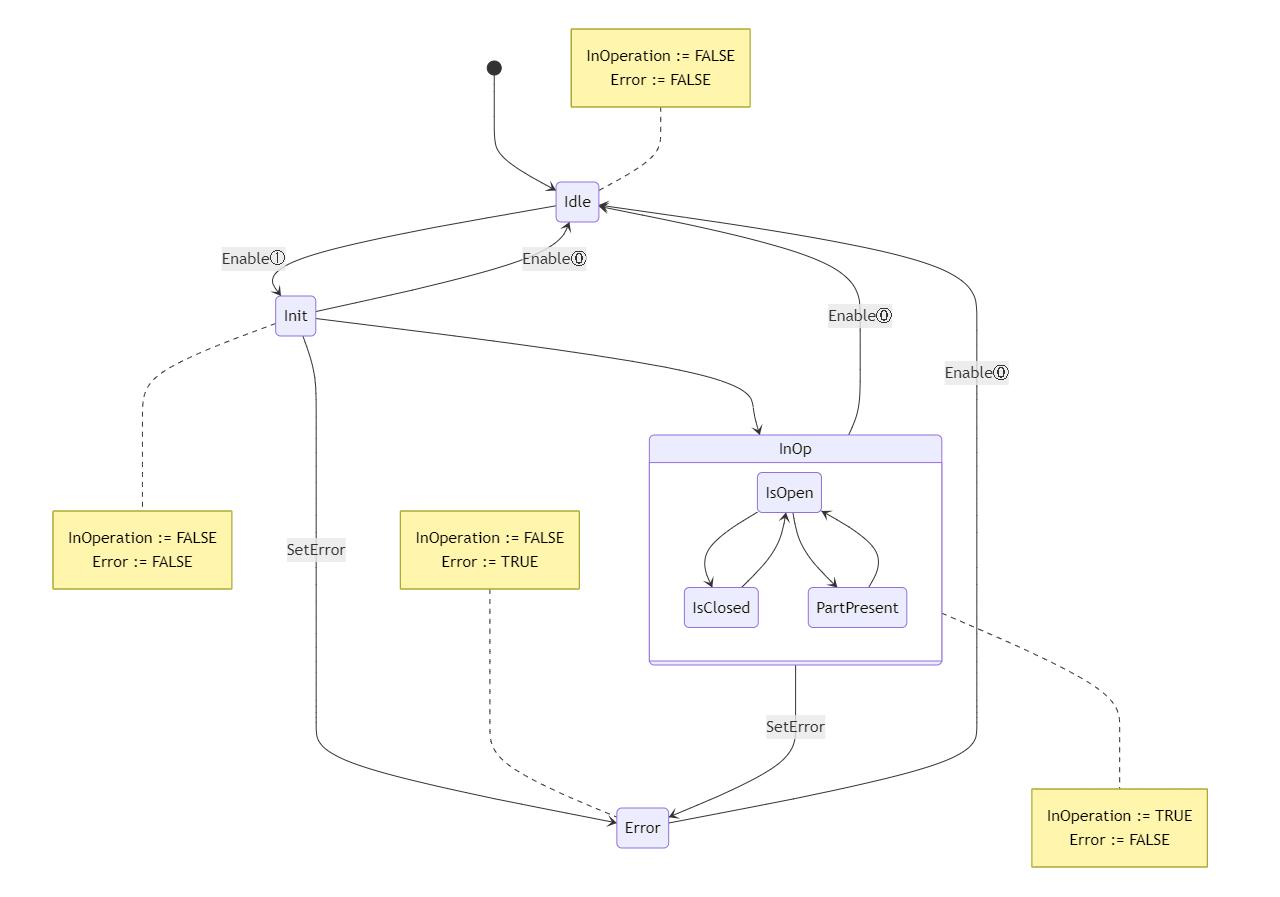 InOperation := FALSE
Error := FALSE
Idle
Enable①
Enable⓪
Init
Enable⓪
Enable⓪
InOp
IsOpen
InOperation := FALSE
Error := FALSE
SetError
InOperation := FALSE
Error := TRUE
IsClosed
PartPresent
SetError
InOperation := TRUE
Error := FALSE
Error